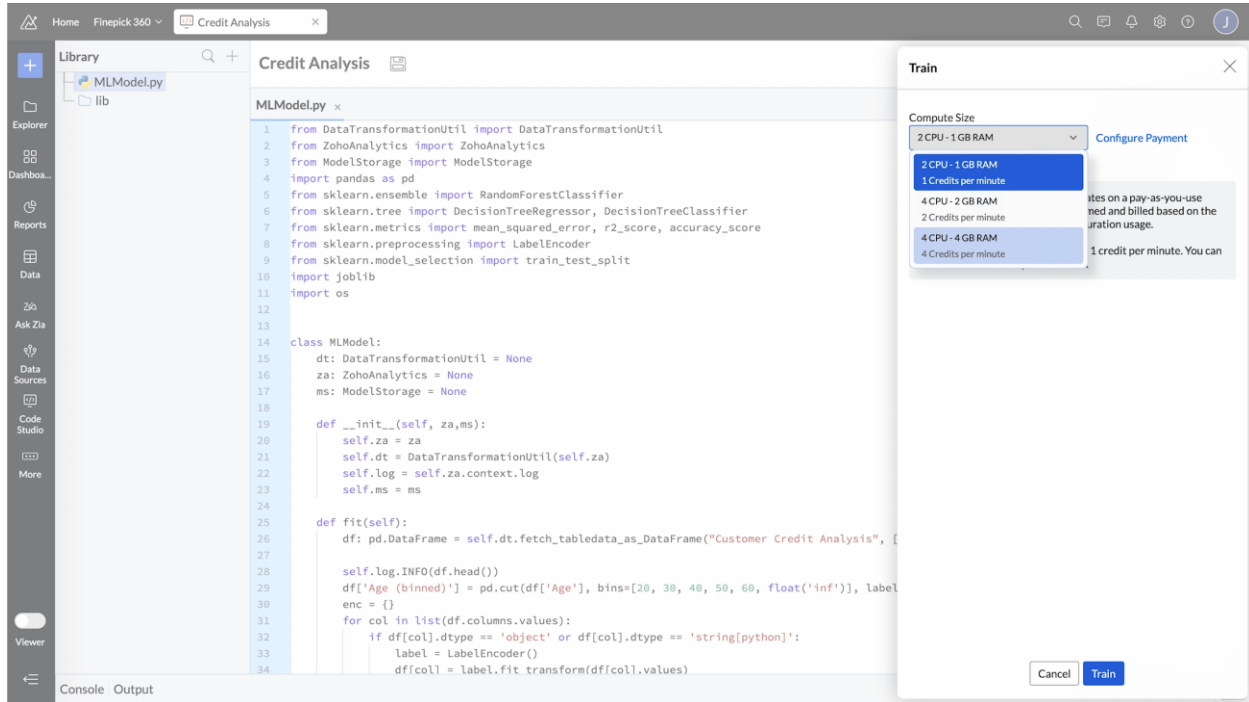 Home Finepick 360 Credit Analysis ×
J
Explorer
Dashboa...
Reports
Data
Ask Zia
Data
Sources
Code
Studio
More
Viewer
Library
MLModel.py
lib
Credit Analysis
MLModel.py ×
1 from DataTransformationUtil import DataTransformationUtil
2 from ZohoAnalytics import ZohoAnalytics
3 from ModelStorage import ModelStorage
4 import pandas as pd
5 from sklearn.ensemble import RandomForestClassifier
6 from sklearn.tree import DecisionTreeRegressor, DecisionTreeClassifier
7 from sklearn.metrics import mean_squared_error, r2_score, accuracy_score
8 from sklearn.preprocessing import LabelEncoder
9 from sklearn.model_selection import train_test_split
10 import joblib
11 import os
12
13
14 class MLModel:
15 dt: DataTransformationUtil = None
16 za: ZohoAnalytics = None
17 ms: ModelStorage = None
18
19 def __init__(self, za,ms):
20 self.za = za
21 self.dt = DataTransformationUtil(self.za)
22 self.log = self.za.context.log
23 self.ms = ms
24
25 def fit(self):
26 df: pd.DataFrame = self.dt.fetch_tabledata_as_DataFrame("Customer Credit Analysis", [
27
28 self.log.INFO(df.head())
29 df['Age (binned)'] = pd.cut(df['Age'], bins=[20, 30, 40, 50, 60, float('inf')], label
30 enc = {}
31 for col in list(df.columns.values):
32 if df[col].dtype == 'object' or df[col].dtype == 'string[python]':
33 label = LabelEncoder()
34 df[col] = label.fit_transform(df[col].values)
Console Output
Train
Compute Size
2 CPU - 1 GB RAM Configure Payment
2 CPU - 1 GB RAM
1 Credits per minute
4 CPU - 2 GB RAM
2 Credits per minute
4 CPU - 4 GB RAM
4 Credits per minute
ates on a pay-as-you-use
med and billed based on the
uration usage.
1 credit per minute. You can
Cancel Train